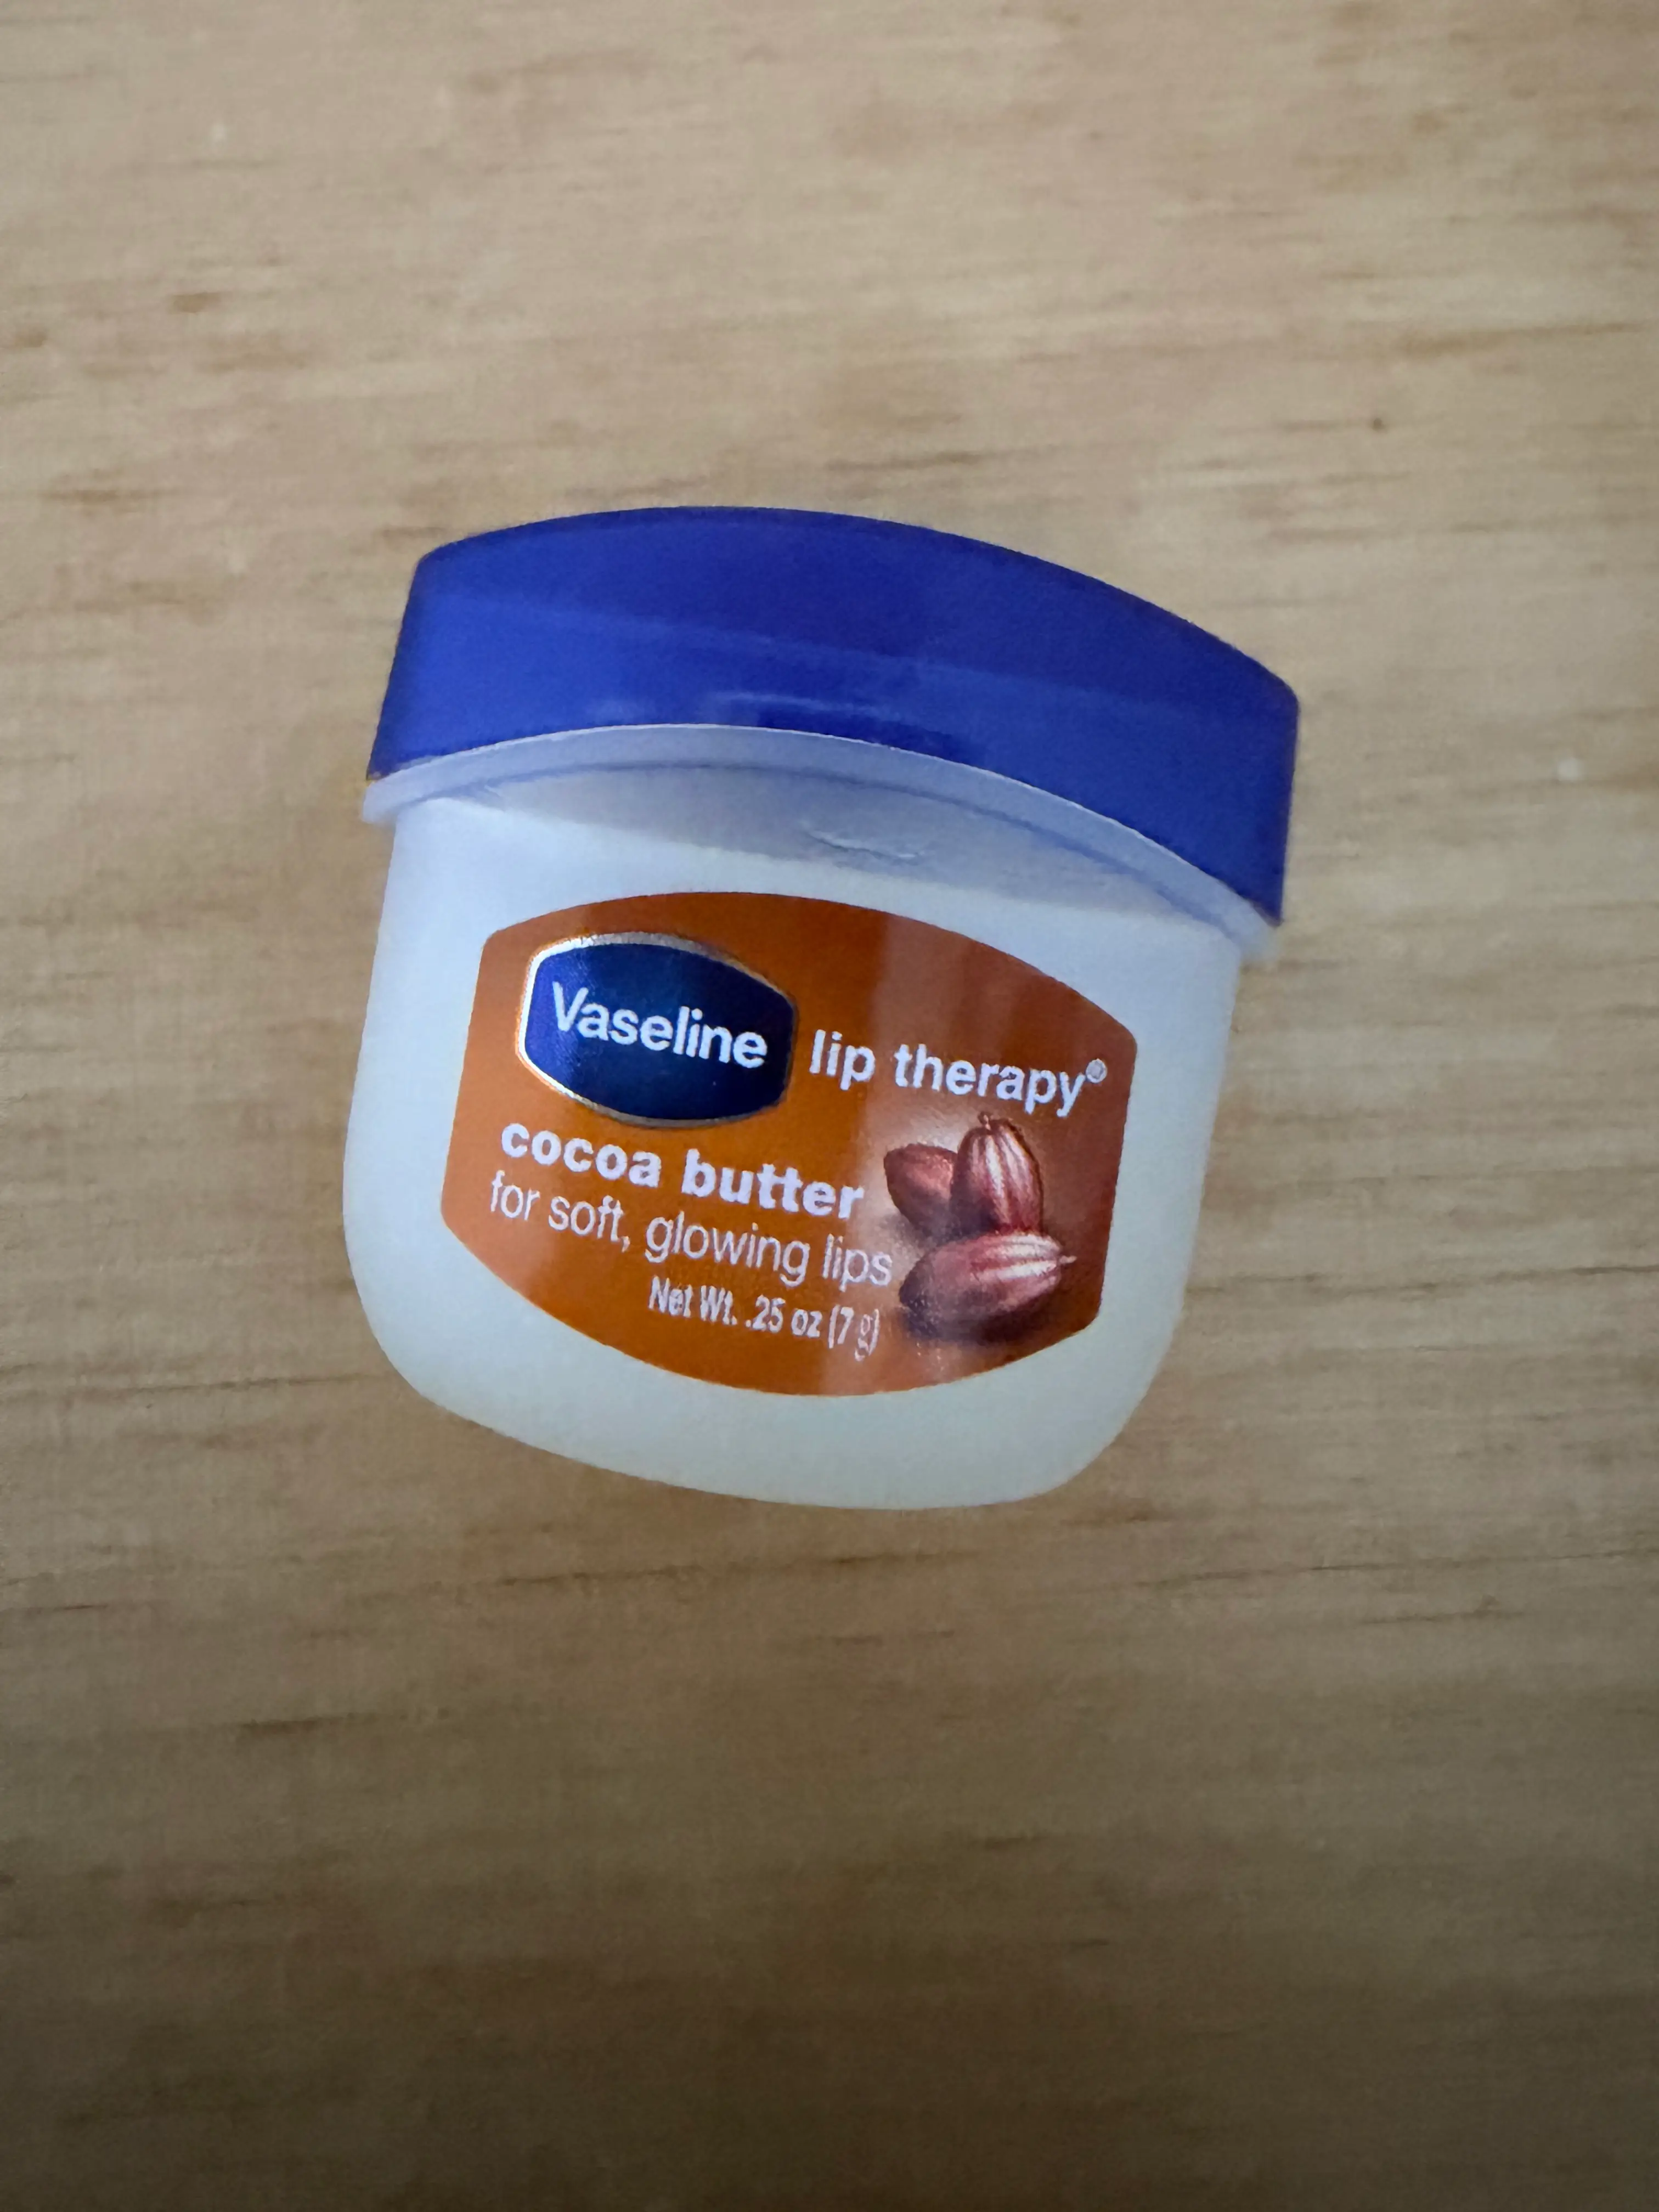 Vaseline lip therapy®
cocoa butter
for soft, glowing lips
Net Wt. .25 oz (7 g)